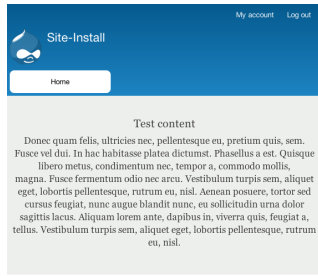 My account Log out
Site-Install
Home
Test content
Donec quam felis, ultricies nec, pellentesque eu, pretium quis, sem.
Fusce vel dui. In hac habitasse platea dictumst. Phasellus a est. Quisque
libero metus, condimentum nec, tempor a, commodo mollis,
magna. Fusce fermentum odio nec arcu. Vestibulum turpis sem, aliquet
eget, lobortis pellentesque, rutrum eu, nisl. Aenean posuere, tortor sed
cursus feugiat, nunc augue blandit nunc, eu sollicitudin urna dolor
sagittis lacus. Aliquam lorem ante, dapibus in, viverra quis, feugiat a,
tellus. Vestibulum turpis sem, aliquet eget, lobortis pellentesque, rutrum
eu, nisl.